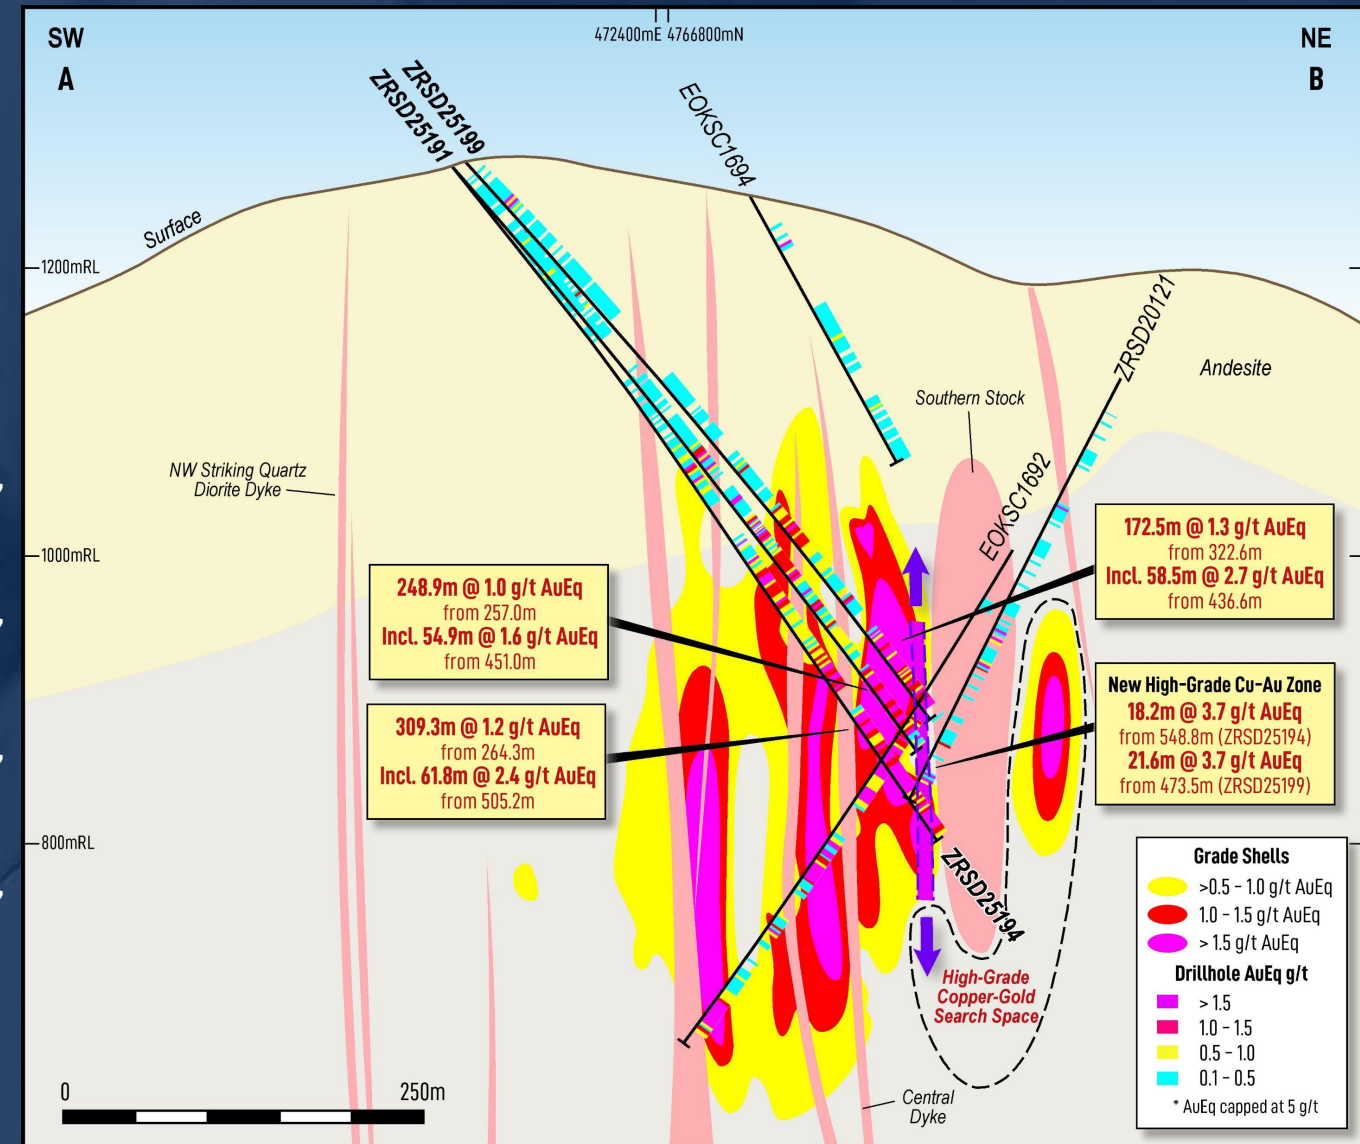 SW
A
472400mE 4766800mN
NE
B
ZRSD25199
ZRSD25191
EOKSC1694
Surface
1200mRL
ZRSD20121
Andesite
Southern Stock
NW Striking Quartz
Diorite Dyke
EOKSC1692
1000mRL
172.5m @ 1.3 g/t AuEq
from 322.6m
Incl. 58.5m @ 2.7 g/t AuEq
from 436.6m
248.9m @ 1.0 g/t AuEq
from 257.0m
Incl. 54.9m @ 1.6 g/t AuEq
from 451.0m
New High-Grade Cu-Au Zone
18.2m @ 3.7 g/t AuEq
from 548.8m (ZRSD25194)
21.6m @ 3.7 g/t AuEq
from 473.5m (ZRSD25199)
309.3m @ 1.2 g/t AuEq
from 264.3m
Incl. 61.8m @ 2.4 g/t AuEq
from 505.2m
800mRL
ZRSD25194
High-Grade
Copper-Gold
Search Space
Grade Shells
>0.5 - 1.0 g/t AuEq
1.0 - 1.5 g/t AuEq
> 1.5 g/t AuEq
Drillhole AuEq g/t
> 1.5
1.0 - 1.5
0.5 - 1.0
0.1 - 0.5
* AuEq capped at 5 g/t
0 250m
Central
Dyke